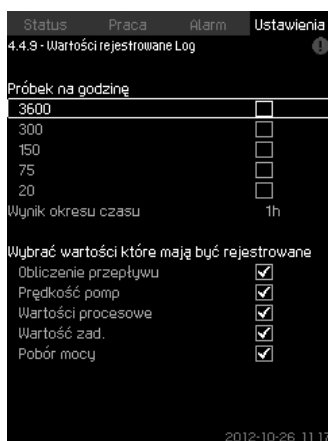 Status Praca Alarm Ustawienia
4.4.9 - Wartości rejestrowane Log
Próbek na godzinę
3600
300
150
75
20
Wynik okresu czasu 1h
Wybrać wartości które mają być rejestrowane
Obliczenie przepływu
Prędkość pomp
Wartości procesowe
Wartość zad.
Pobór mocy
2012-10-26 11:17